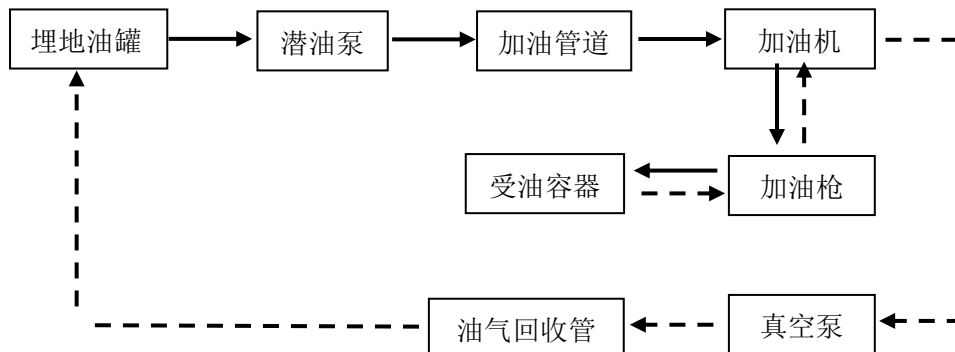 埋地油罐
潜油泵
加油管道
加油机
受油容器
加油枪
油气回收管
真空泵